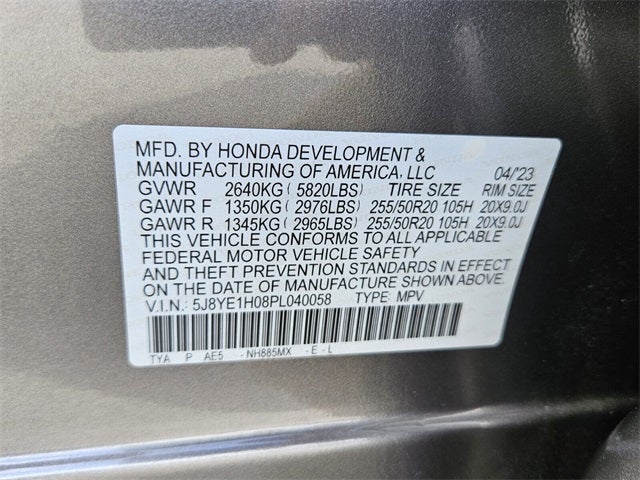 MFD. BY HONDA DEVELOPMENT &
MANUFACTURING OF AMERICA, LLC 04/'23
GVWR 2640KG ( 5820LBS) TIRE SIZE RIM SIZE
GAWR F 1350KG ( 2976LBS) 255/50R20 105H 20X9.0J
GAWR R 1345KG ( 2965LBS) 255/50R20 105H 20X9.0J
THIS VEHICLE CONFORMS TO ALL APPLICABLE
FEDERAL MOTOR VEHICLE SAFETY
AND THEFT PREVENTION STANDARDS IN EFFECT
ON THE DATE OF MANUFACTURE SHOWN ABOVE.
V.I.N.: 5J8YE1H08PL040058 TYPE: MPV
TYA P AE5 - NH885MX - E - L